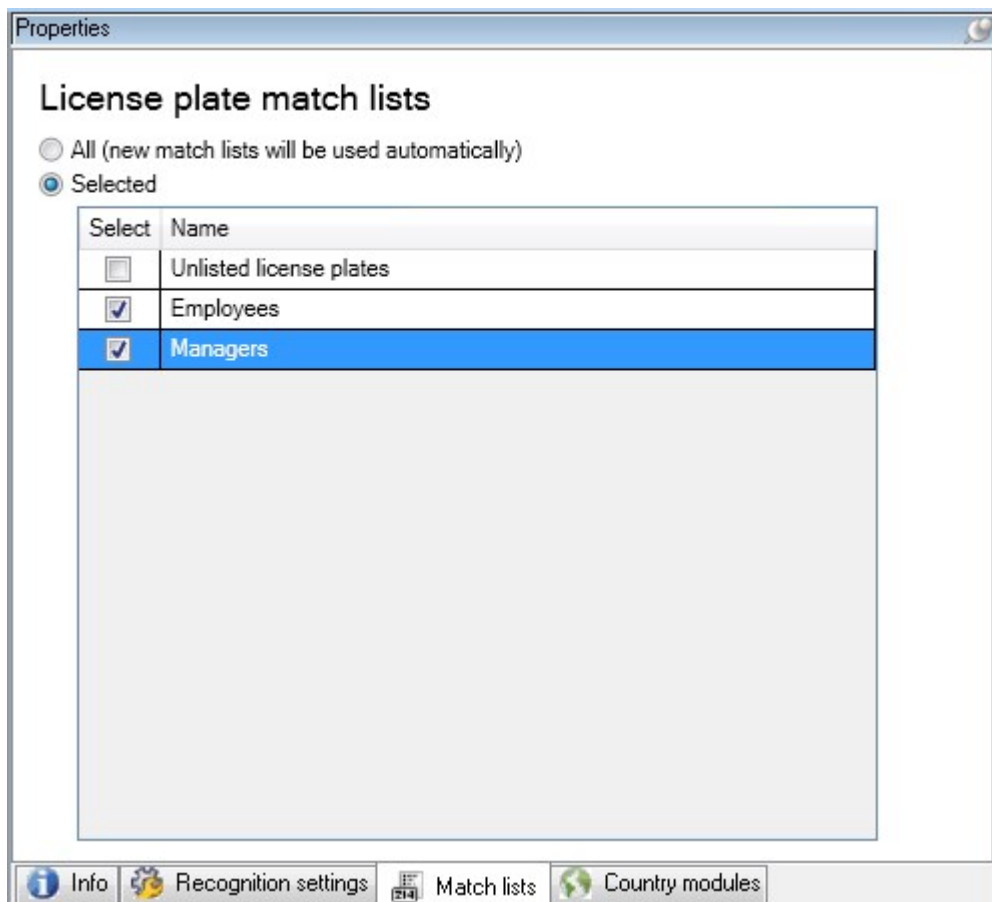 Properties
License plate match lists
All (new match lists will be used automatically)
Selected
Select Name
Unlisted license plates
Employees
Managers
Info Recognition settings 214 Match lists Country modules